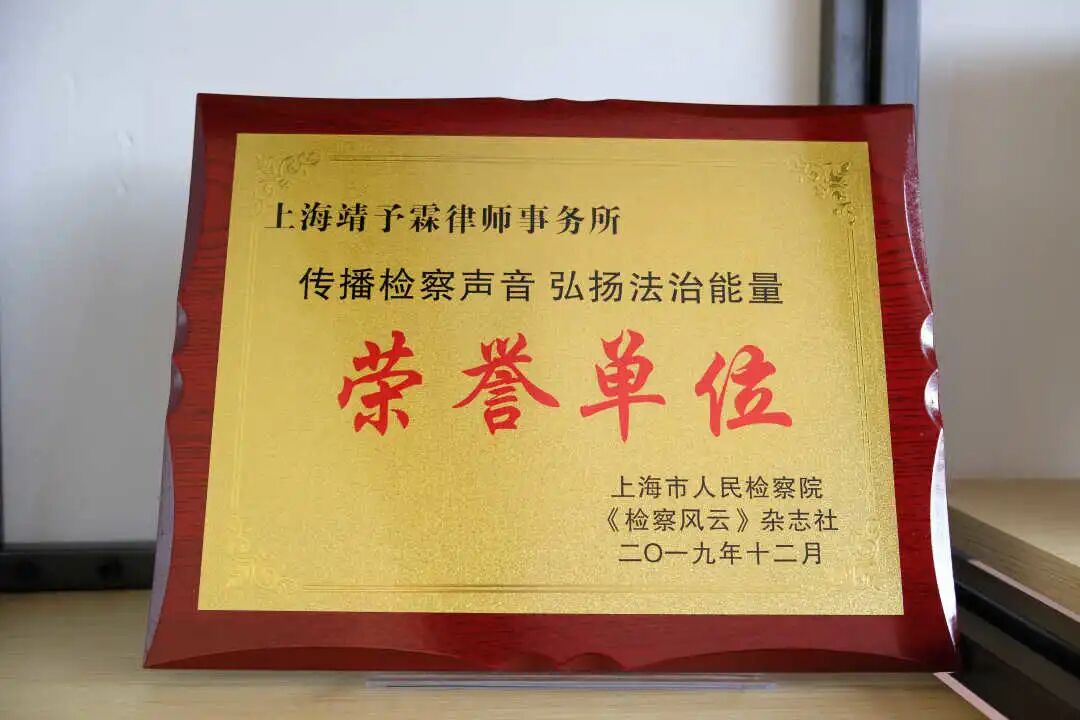 上海靖予霖律师事务所
传播检察声音 弘扬法治能量
荣誉单位
上海市人民检察院
《检察风云》杂志社
二〇一九年十二月